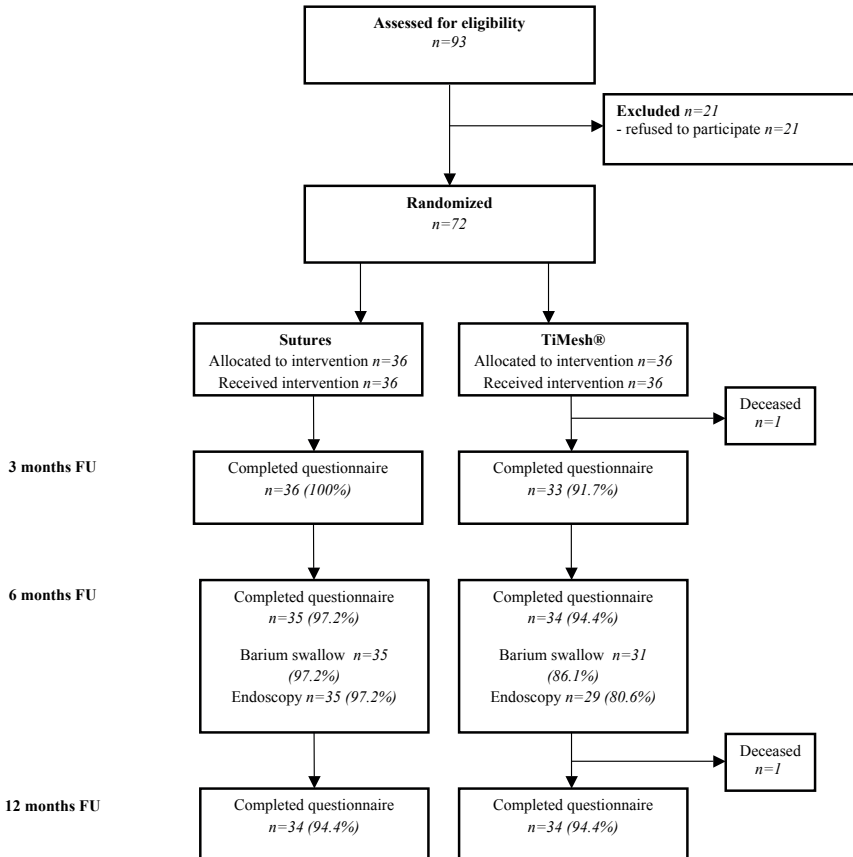 Assessed for eligibility
n=93
Excluded n=21
- refused to participate n=21
Randomized
n=72
Sutures
Allocated to intervention n=36
Received intervention n=36
TiMesh®
Allocated to intervention n=36
Received intervention n=36
Deceased
n=1
3 months FU
Completed questionnaire
n=36 (100%)
Completed questionnaire
n=33 (91.7%)
6 months FU
Completed questionnaire
n=35 (97.2%)
Barium swallow n=35
(97.2%)
Endoscopy n=35 (97.2%)
Completed questionnaire
n=34 (94.4%)
Barium swallow n=31
(86.1%)
Endoscopy n=29 (80.6%)
Deceased
n=1
12 months FU
Completed questionnaire
n=34 (94.4%)
Completed questionnaire
n=34 (94.4%)